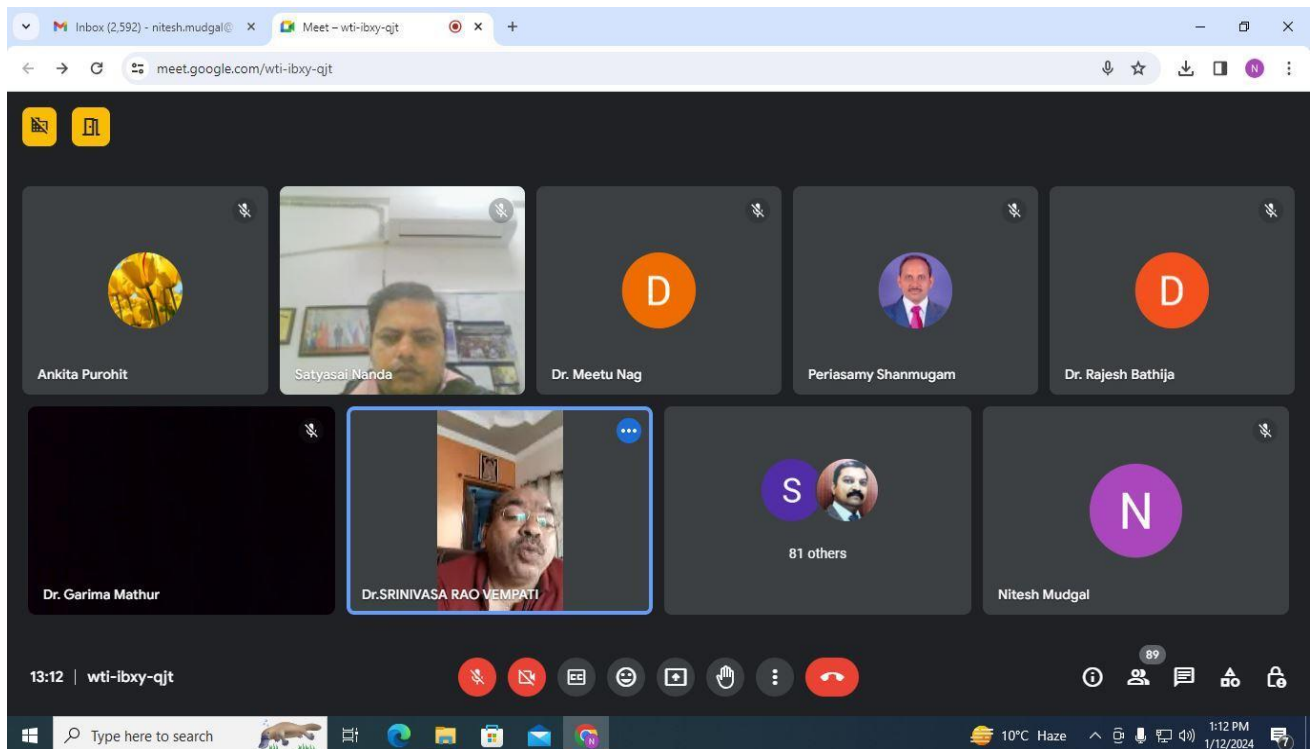 Inbox (2,592) - nitesh.mudgal@
Meet – wti-ibxy-qjt
meet.google.com/wti-ibxy-qjt
N
Ankita Purohit
Satyasai Nanda
D
Dr. Meetu Nag
Periasamy Shanmugam
D
Dr. Rajesh Bathija
Dr. Garima Mathur
Dr.SRINIVASA RAO VEMPATI
S
81 others
N
Nitesh Mudgal
13:12 | wti-ibxy-qjt
CC
89
Type here to search
10°C Haze
1:12 PM
1/12/2024
N
7